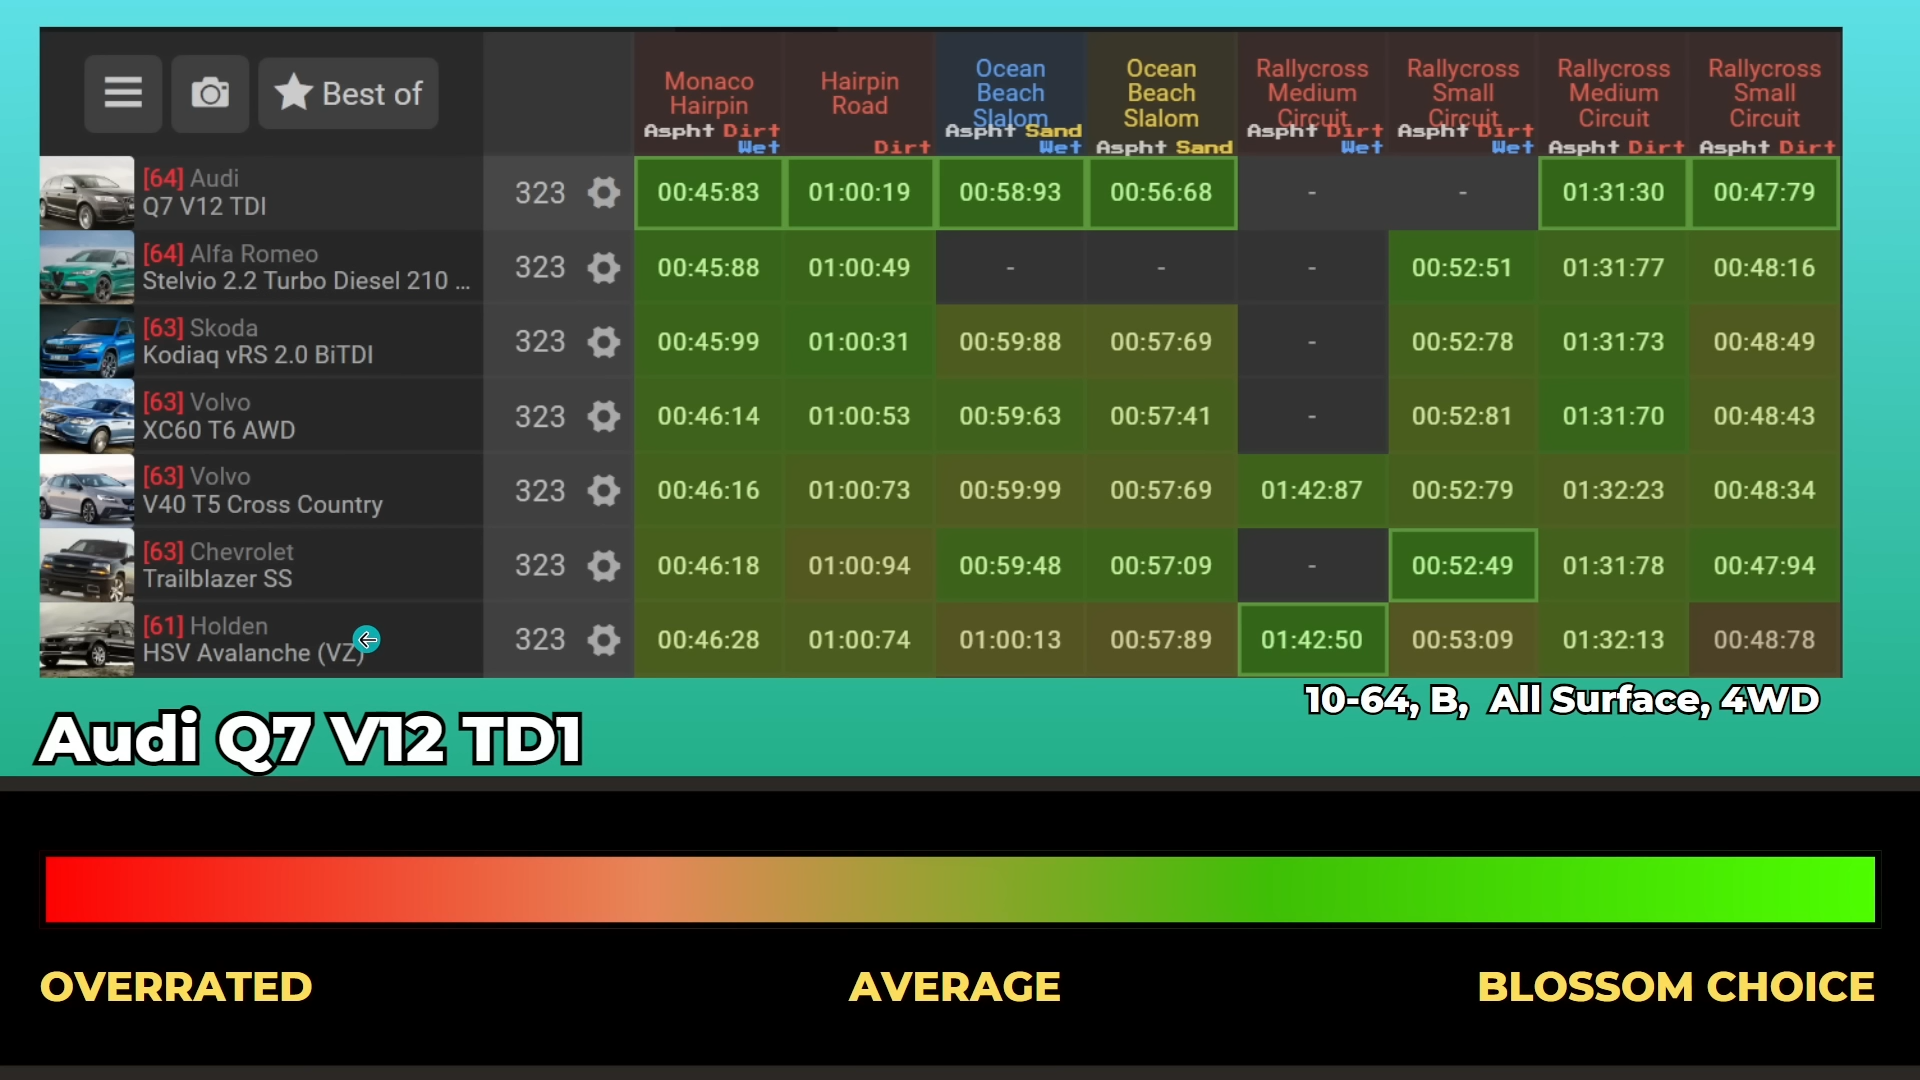 Best of
Monaco
Hairpin
Aspht Dirt
Wet
Hairpin
Road
Dirt
Ocean
Beach
Slalom
Aspht Sand
Wet
Ocean
Beach
Slalom
Aspht Sand
Rallycross
Medium
Circuit
Aspht Dirt
Wet
Rallycross
Small
Circuit
Aspht Dirt
Wet
Rallycross
Medium
Circuit
Aspht Dirt
Rallycross
Small
Circuit
Aspht Dirt
[64] Audi
Q7 V12 TDI
323 00:45:83 01:00:19 00:58:93 00:56:68 - - 01:31:30 00:47:79
[64] Alfa Romeo
Stelvio 2.2 Turbo Diesel 210 ...
323 00:45:88 01:00:49 - - - 00:52:51 01:31:77 00:48:16
[63] Skoda
Kodiaq vRS 2.0 BiTDI
323 00:45:99 01:00:31 00:59:88 00:57:69 - 00:52:78 01:31:73 00:48:49
[63] Volvo
XC60 T6 AWD
323 00:46:14 01:00:53 00:59:63 00:57:41 - 00:52:81 01:31:70 00:48:43
[63] Volvo
V40 T5 Cross Country
323 00:46:16 01:00:73 00:59:99 00:57:69 01:42:87 00:52:79 01:32:23 00:48:34
[63] Chevrolet
Trailblazer SS
323 00:46:18 01:00:94 00:59:48 00:57:09 - 00:52:49 01:31:78 00:47:94
[61] Holden
HSV Avalanche (VZ)
323 00:46:28 01:00:74 01:00:13 00:57:89 01:42:50 00:53:09 01:32:13 00:48:78
10-64, B, All Surface, 4WD
Audi Q7 V12 TD1
OVERRATED
AVERAGE
BLOSSOM CHOICE